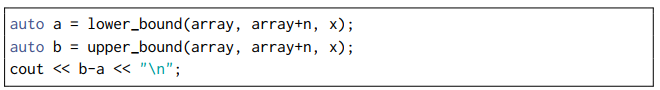 auto a = lower_bound(array, array+n, x);
auto b = upper_bound(array, array+n, x);
cout << b-a << "\n";